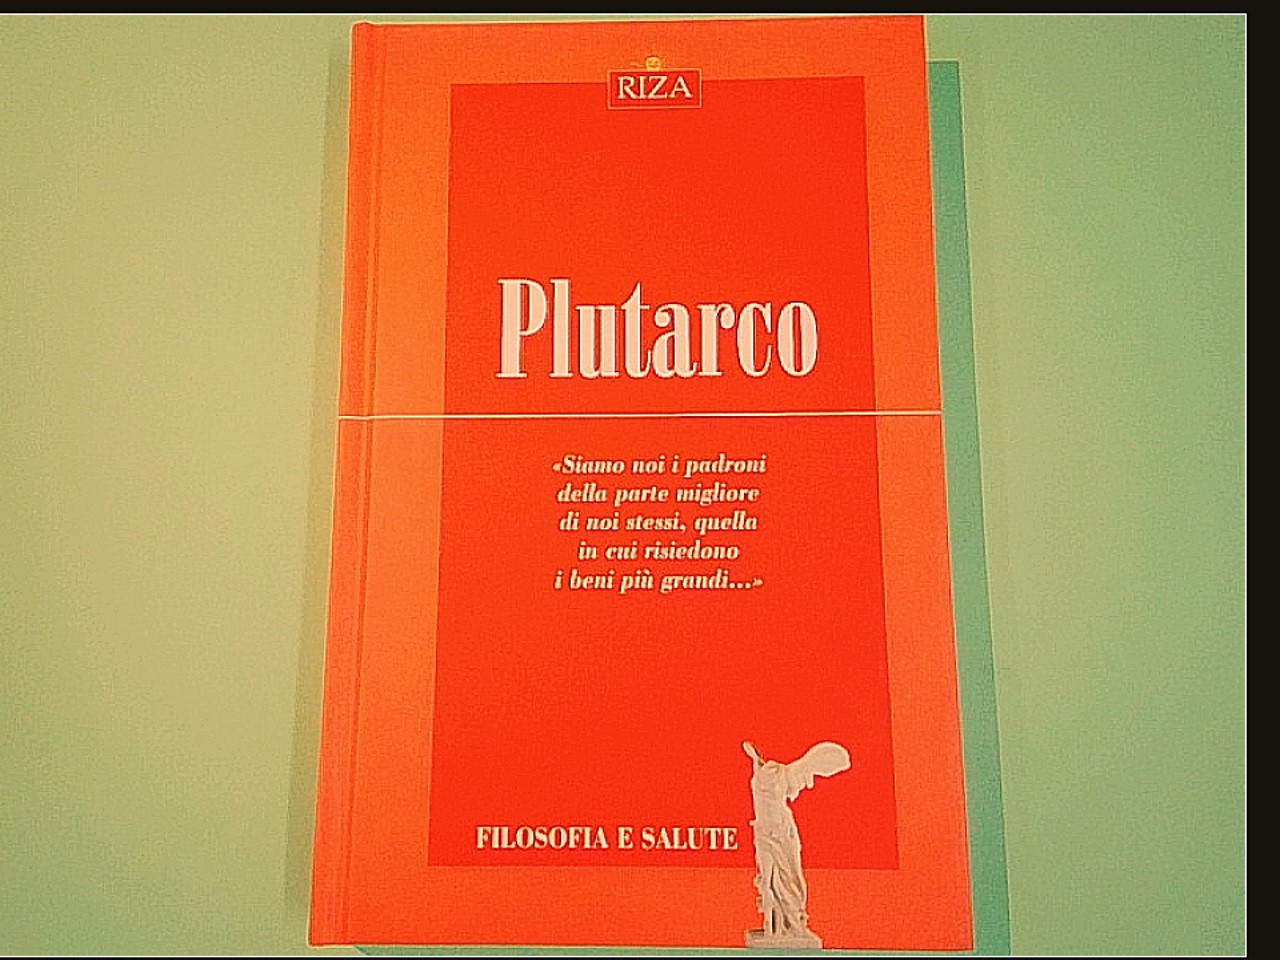 RIZA
Plutarco
«Siamo noi i padroni
della parte migliore
di noi stessi, quella
in cui risiedono
i beni più grandi...»
FILOSOFIA E SALUTE